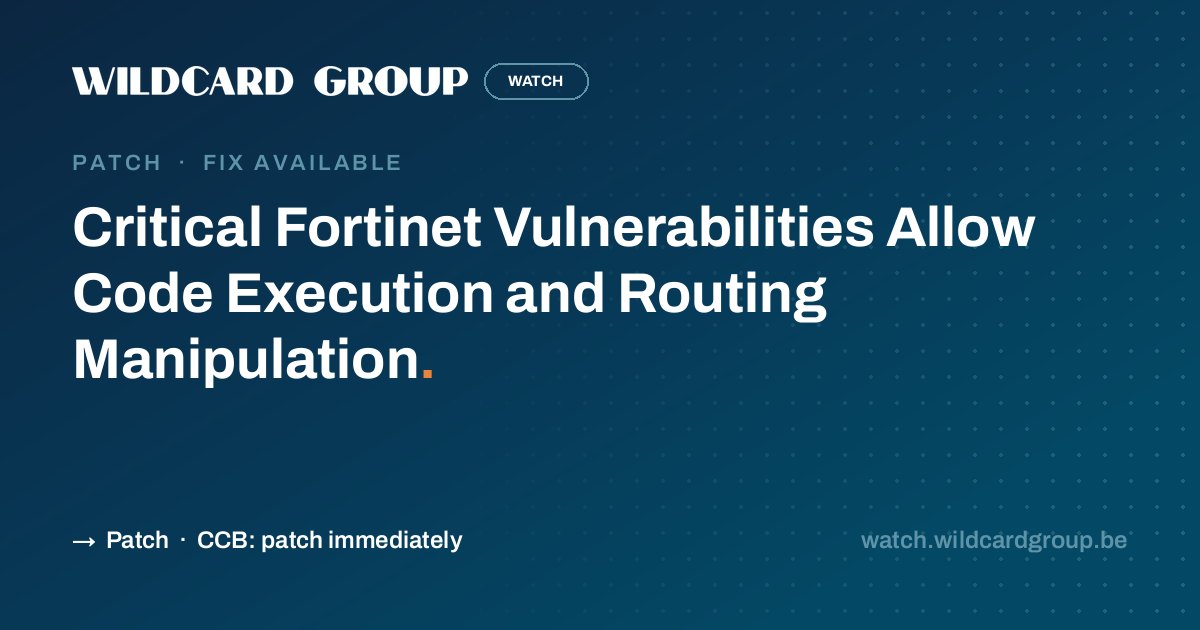 WILDCARD GROUP WATCH
PATCH · FIX AVAILABLE
Critical Fortinet Vulnerabilities Allow
Code Execution and Routing
Manipulation.
→ Patch · CCB: patch immediately
watch.wildcardgroup.be